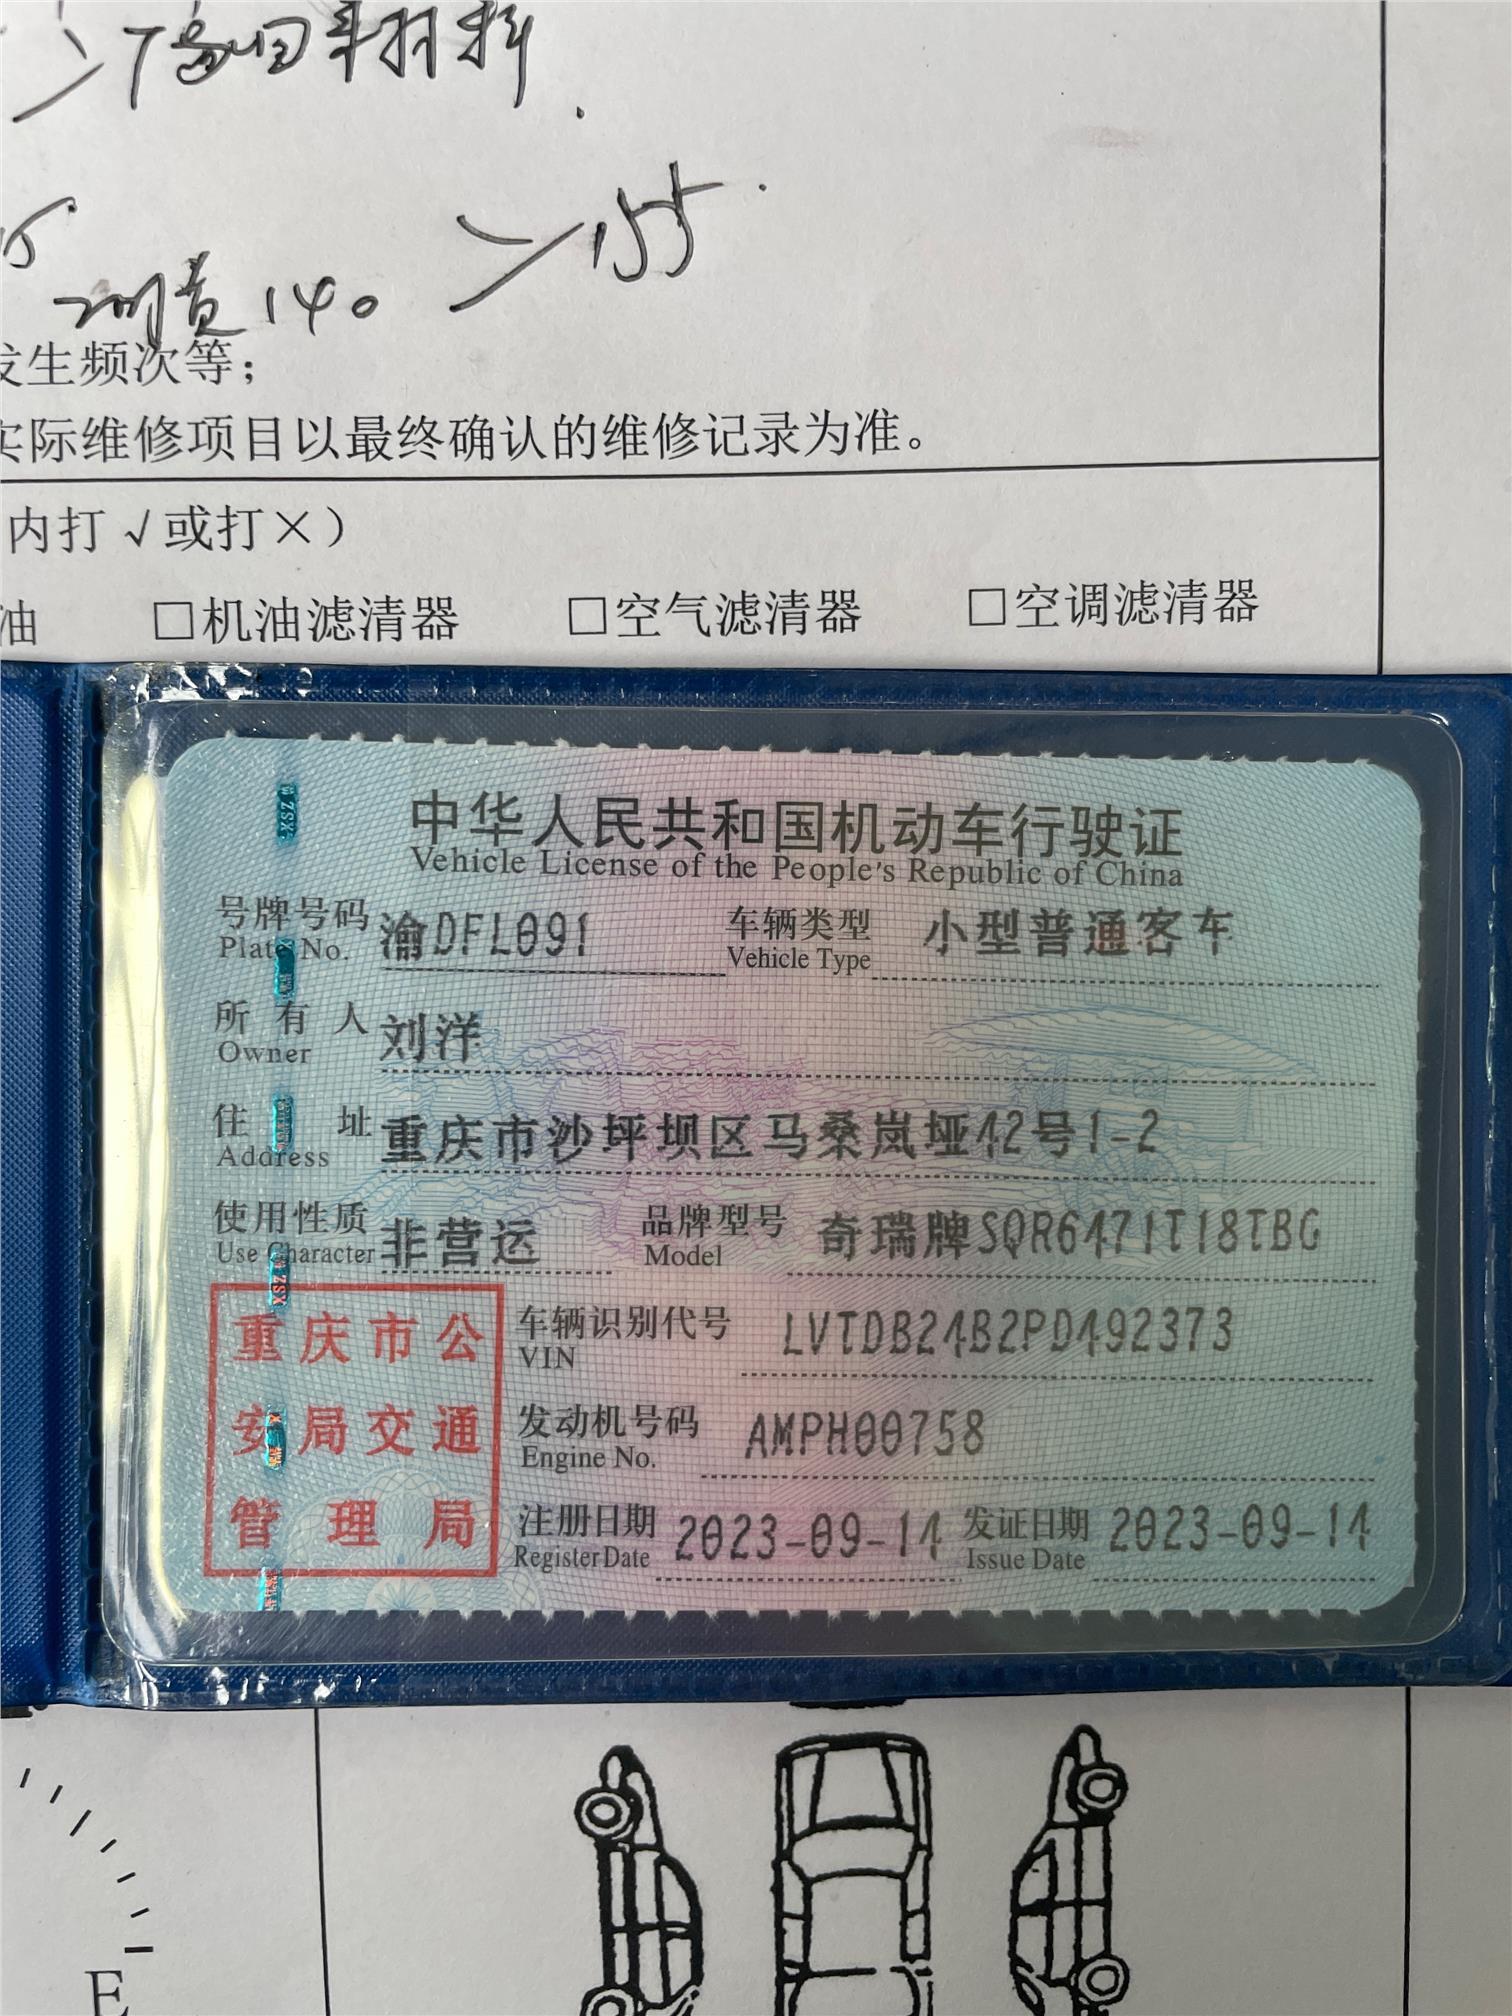 140
155
发生频次等；
实际维修项目以最终确认的维修记录为准。
内打√或打×）
油 □机油滤清器 □空气滤清器 □空调滤清器
中华人民共和国机动车行驶证
Vehicle License of the People's Republic of China
号牌号码 渝DFL091 车辆类型 小型普通客车
Plate No. Vehicle Type
所有人 刘洋
Owner
住址 重庆市沙坪坝区马桑岚垭42号1-2
Address
使用性质 非营运 品牌型号 奇瑞牌SQR6471T18TBG
Use Character Model
重庆市公
安局交通
管理局
车辆识别代号 LVTDB24B2PD492373
VIN
发动机号码 AMPH00758
Engine No.
注册日期 2023-09-14 发证日期 2023-09-14
Register Date Issue Date
E